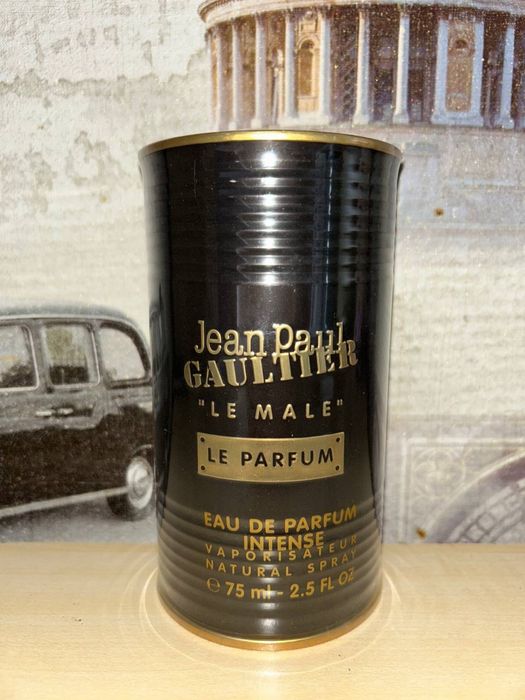 Jean Paul
GAULTIER
"LE MALE"
LE PARFUM
EAU DE PARFUM
INTENSE
VAPORISATEUR
NATURAL SPRAY
℮ 75 ml - 2.5 FL OZ